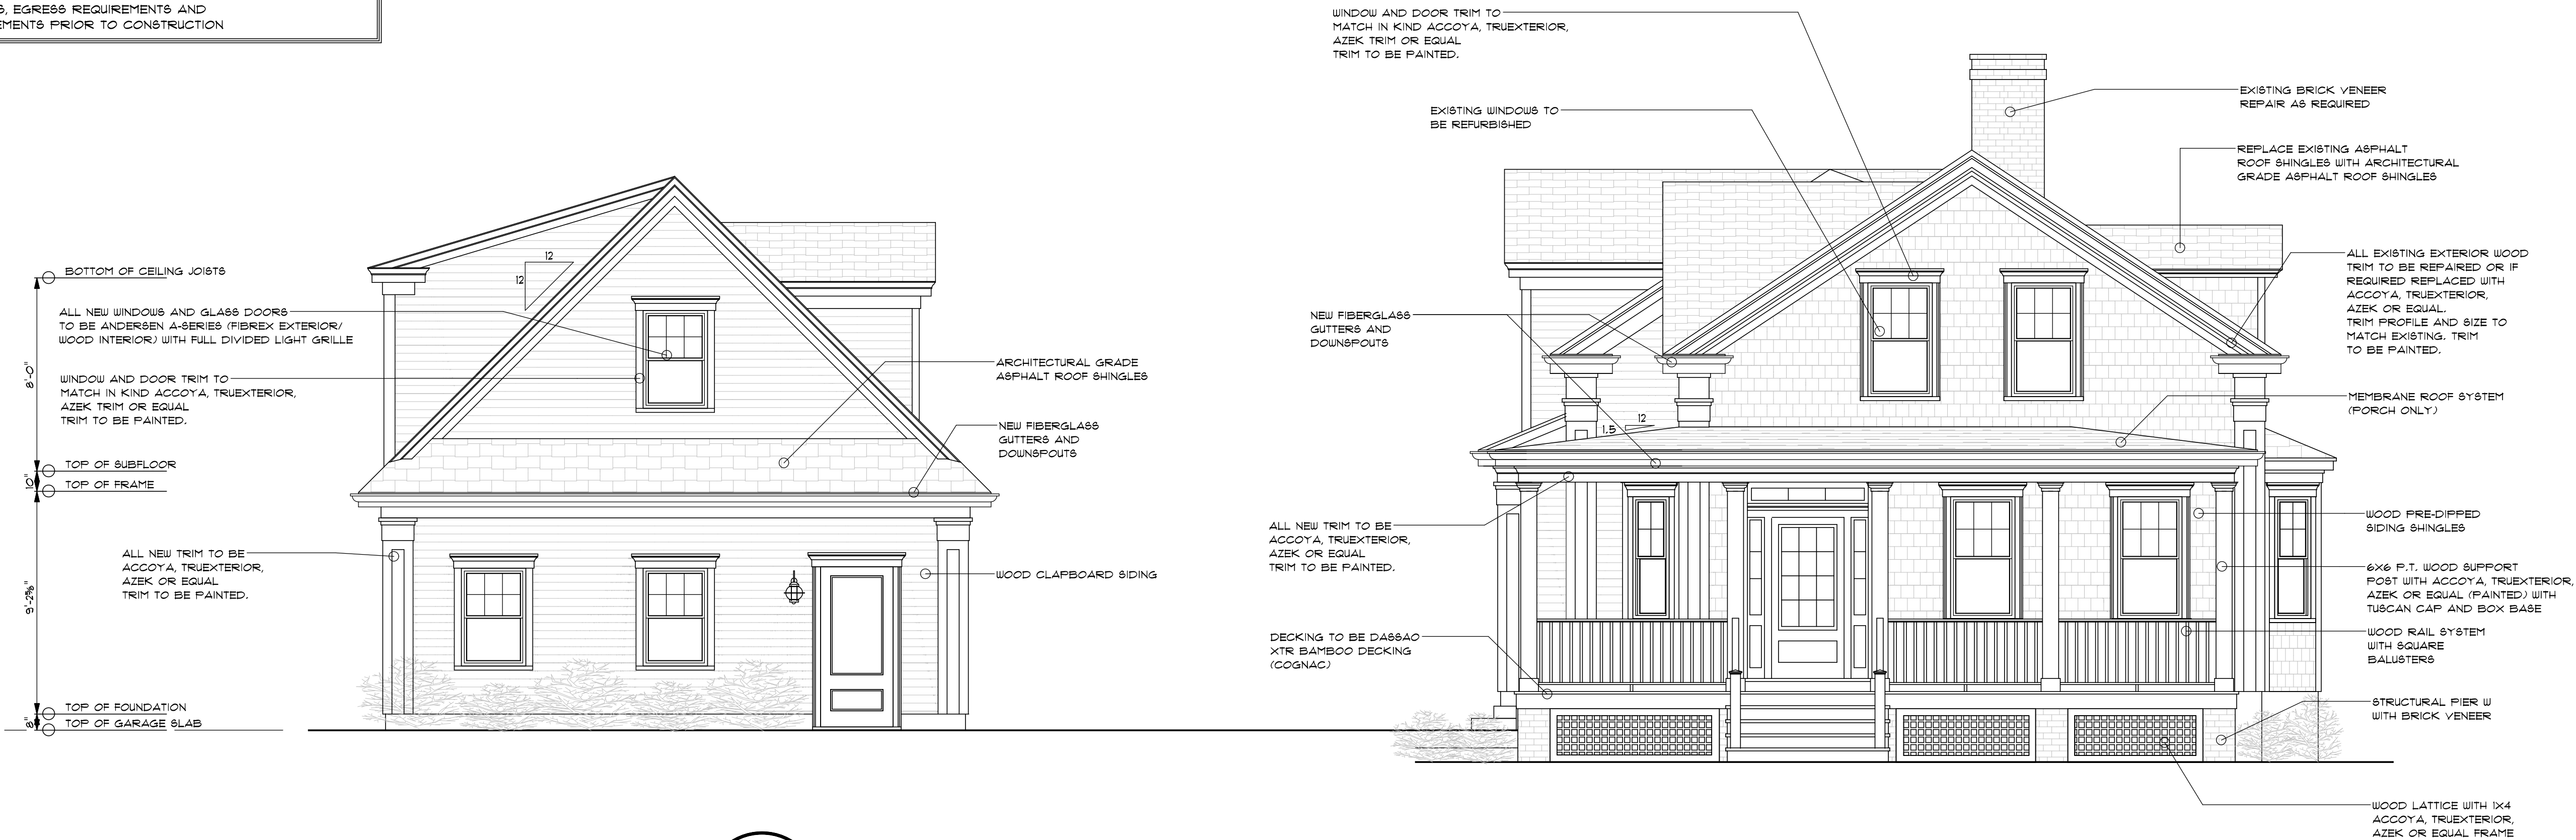 S, EGRESS REQUIREMENTS AND
EMENTS PRIOR TO CONSTRUCTION
BOTTOM OF CEILING JOISTS
ALL NEW WINDOWS AND GLASS DOORS
TO BE ANDERSEN A-SERIES (FIBREX EXTERIOR/
WOOD INTERIOR) WITH FULL DIVIDED LIGHT GRILLE
8'-0"
WINDOW AND DOOR TRIM TO
MATCH IN KIND ACCOYA, TRUEXTERIOR,
AZEK TRIM OR EQUAL
TRIM TO BE PAINTED.
TOP OF SUBFLOOR
10"
TOP OF FRAME
ALL NEW TRIM TO BE
ACCOYA, TRUEXTERIOR,
AZEK OR EQUAL
TRIM TO BE PAINTED.
9'-2⅝"
TOP OF FOUNDATION
8"
TOP OF GARAGE SLAB
12
12
ARCHITECTURAL GRADE
ASPHALT ROOF SHINGLES
NEW FIBERGLASS
GUTTERS AND
DOWNSPOUTS
WOOD CLAPBOARD SIDING
WINDOW AND DOOR TRIM TO
MATCH IN KIND ACCOYA, TRUEXTERIOR,
AZEK TRIM OR EQUAL
TRIM TO BE PAINTED.
EXISTING WINDOWS TO
BE REFURBISHED
NEW FIBERGLASS
GUTTERS AND
DOWNSPOUTS
12
1.5
ALL NEW TRIM TO BE
ACCOYA, TRUEXTERIOR,
AZEK OR EQUAL
TRIM TO BE PAINTED.
DECKING TO BE DASSAO
XTR BAMBOO DECKING
(COGNAC)
EXISTING BRICK VENEER
REPAIR AS REQUIRED
REPLACE EXISTING ASPHALT
ROOF SHINGLES WITH ARCHITECTURAL
GRADE ASPHALT ROOF SHINGLES
ALL EXISTING EXTERIOR WOOD
TRIM TO BE REPAIRED OR IF
REQUIRED REPLACED WITH
ACCOYA, TRUEXTERIOR,
AZEK OR EQUAL.
TRIM PROFILE AND SIZE TO
MATCH EXISTING. TRIM
TO BE PAINTED.
MEMBRANE ROOF SYSTEM
(PORCH ONLY)
WOOD PRE-DIPPED
SIDING SHINGLES
6X6 P.T. WOOD SUPPORT
POST WITH ACCOYA, TRUEXTERIOR,
AZEK OR EQUAL (PAINTED) WITH
TUSCAN CAP AND BOX BASE
WOOD RAIL SYSTEM
WITH SQUARE
BALUSTERS
STRUCTURAL PIER W
WITH BRICK VENEER
WOOD LATTICE WITH 1X4
ACCOYA, TRUEXTERIOR,
AZEK OR EQUAL FRAME